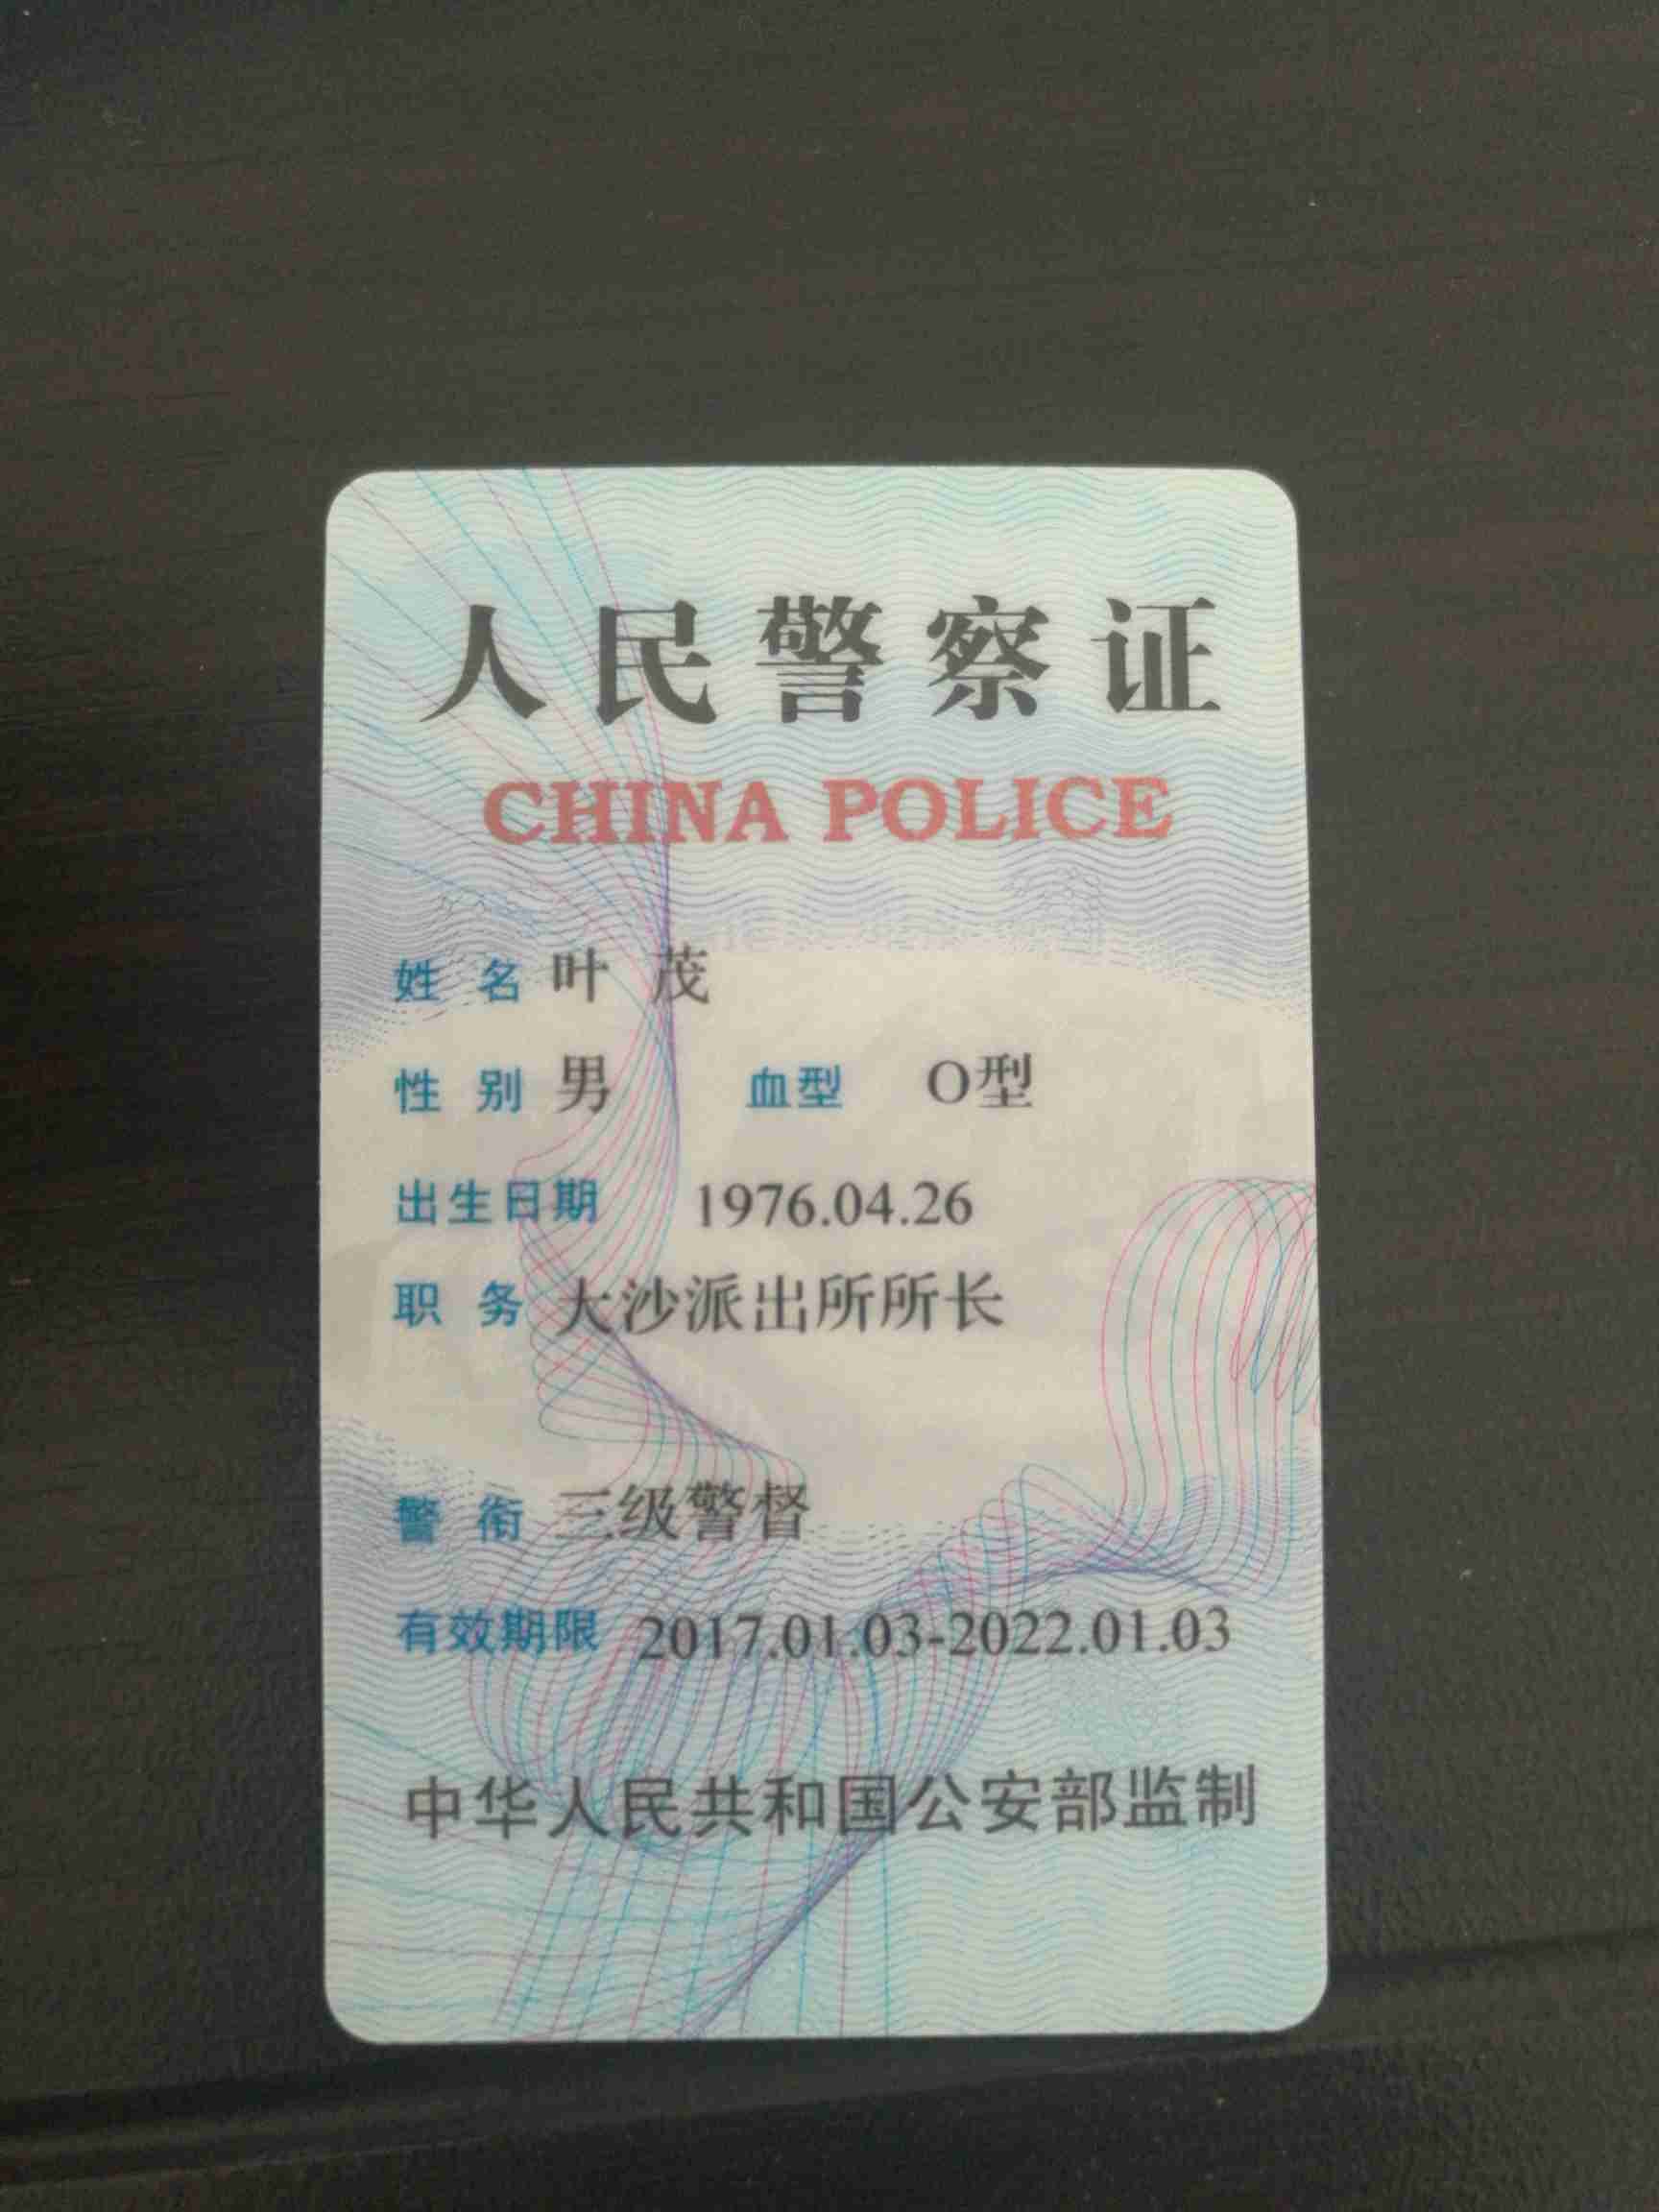 人民警察证
CHINA POLICE
姓名 叶茂
性别 男 血型 O型
出生日期 1976.04.26
职务 大沙派出所所长
警衔 三级警督
有效期限 2017.01.03-2022.01.03
中华人民共和国公安部监制